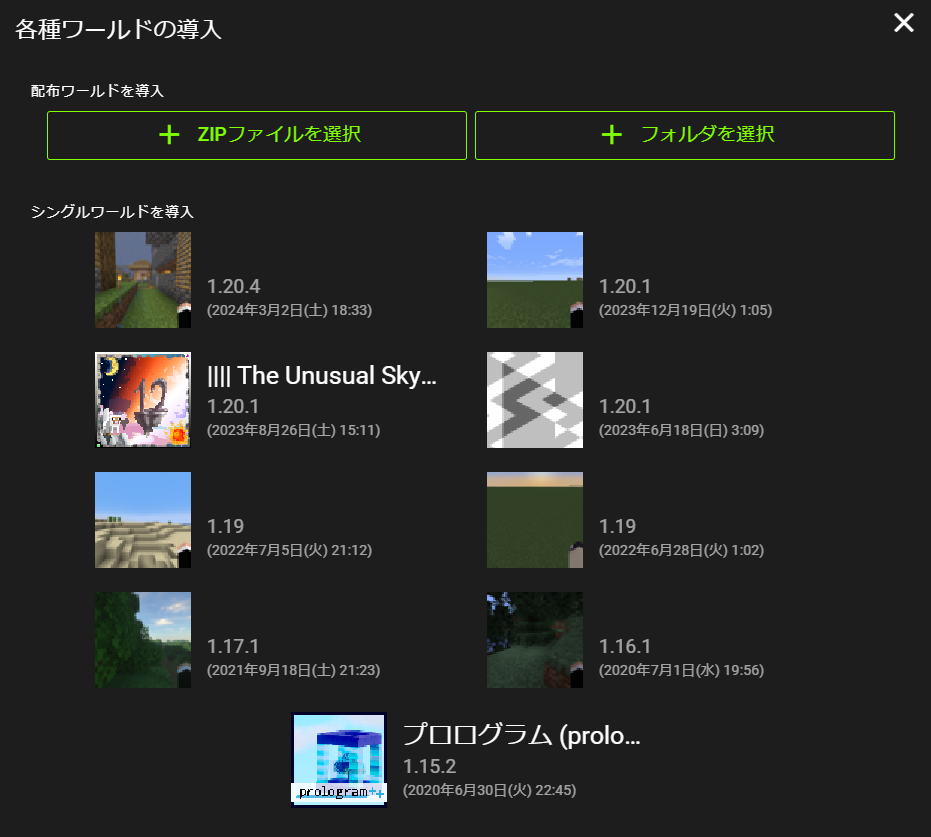 各種ワールドの導入
配布ワールドを導入
ZIPファイルを選択
フォルダを選択
シングルワールドを導入
1.20.4
(2024年3月2日(土) 18:33)
1.20.1
(2023年12月19日(火) 1:05)
|||| The Unusual Sky...
1.20.1
(2023年8月26日(土) 15:11)
1.20.1
(2023年6月18日(日) 3:09)
1.19
(2022年7月5日(火) 21:12)
1.19
(2022年6月28日(火) 1:02)
1.17.1
(2021年9月18日(土) 21:23)
1.16.1
(2020年7月1日(水) 19:56)
プロログラム (prolo...
1.15.2
(2020年6月30日(火) 22:45)
12
prologram++